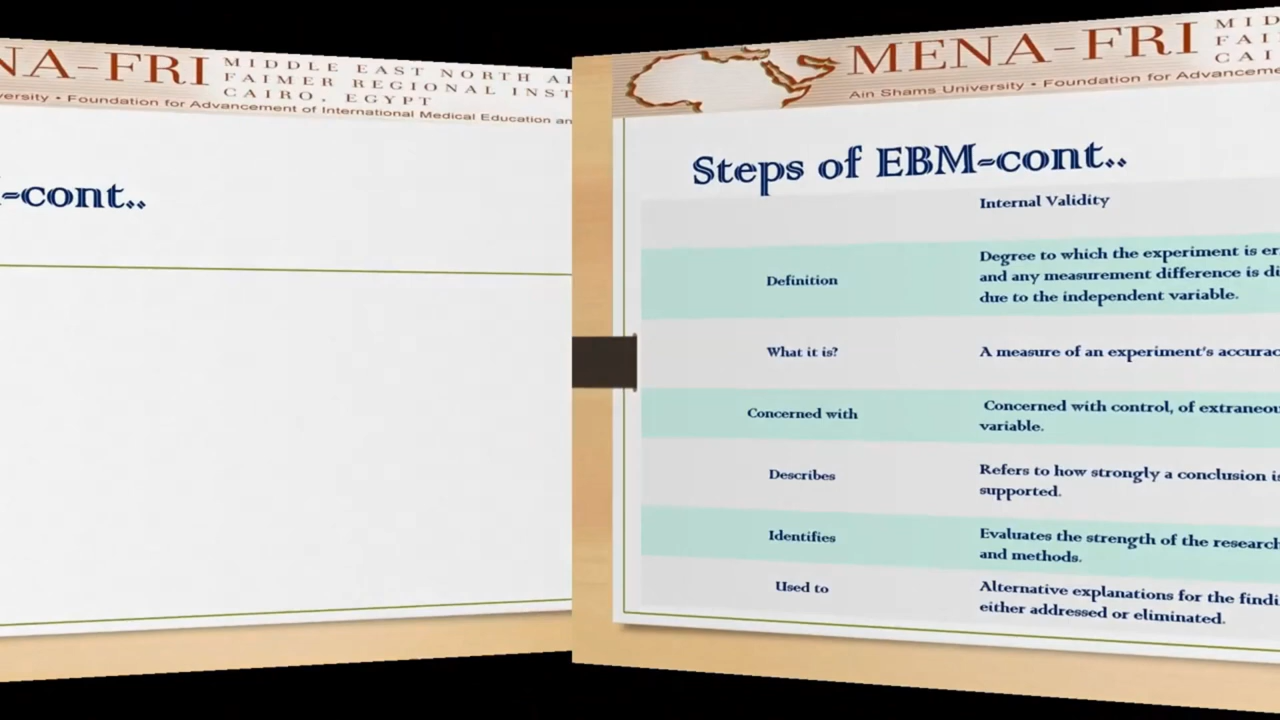 NA-FRI
MIDDLE EAST NORTH
FAIMER REGIONAL INST
CAIRO, EGYPT
versity • Foundation for Advancement of International Medical Education an
-cont..
MENA-FRI
MID
FAI
CAI
Ain Shams University • Foundation for Advanceme
Steps of EBM-cont..
Internal Validity
Definition
Degree to which the experiment is er
and any measurement difference is di
due to the independent variable.
What it is?
A measure of an experiment's accurac
Concerned with
Concerned with control, of extraneou
variable.
Describes
Refers to how strongly a conclusion is
supported.
Identifies
Evaluates the strength of the research
and methods.
Used to
Alternative explanations for the findi
either addressed or eliminated.